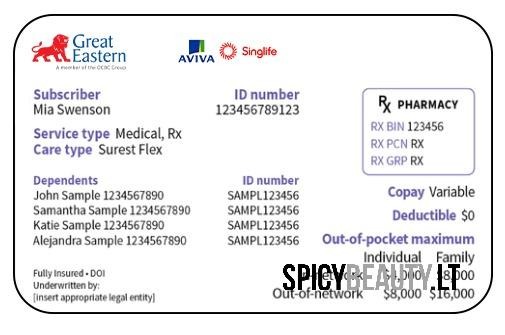 Great
Eastern
A member of the OCBC Group
AVIVA Singlife
Subscriber ID number
Mia Swenson 123456789123
Service type Medical, Rx
Care type Surest Flex
Rx PHARMACY
RX BIN 123456
RX PCN RX
RX GRP RX
Dependents ID number
John Sample 1234567890 SAMPL123456
Samantha Sample 1234567890 SAMPL123456
Katie Sample 1234567890 SAMPL123456
Alejandra Sample 1234567890 SAMPL123456
Copay Variable
Deductible $0
Out-of-pocket maximum
Individual Family
In-network $4,000 $8,000
Out-of-network $8,000 $16,000
Fully Insured • DOI
Underwritten by:
[insert appropriate legal entity]
SPICYBEAUTY.LT